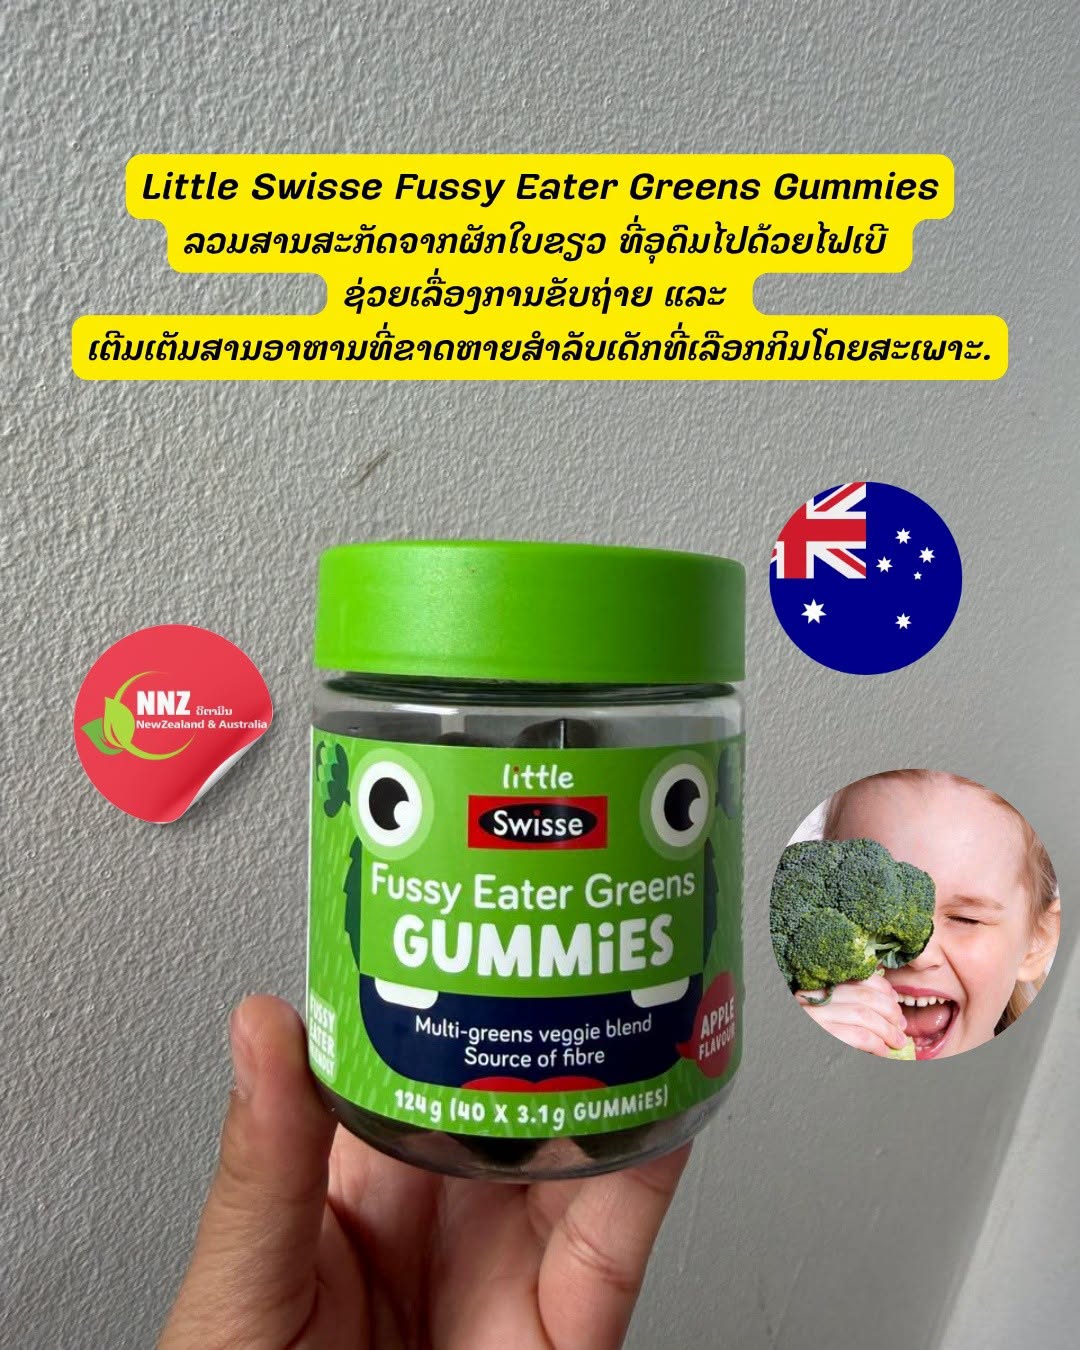 Little Swisse Fussy Eater Greens Gummies
ລວມສານສະກັດຈາກຜັກໃບຂຽວ ທີ່ອຸດົມໄປດ້ວຍໄຟເບີ
ຊ່ວຍເລື່ອງການຂັບຖ່າຍ ແລະ
ເຕີມເຕັມສານອາຫານທີ່ຂາດຫາຍສຳລັບເດັກທີ່ເລືອກກິນໂດຍສະເພາະ.
NNZ ວິຕາມິນ
NewZealand & Australia
little
Swisse
Fussy Eater Greens
GUMMiES
Multi-greens veggie blend
Source of fibre
FUSSY
EATER
FRIENDLY
APPLE
FLAVOUR
124g (40 X 3.1g GUMMiES)